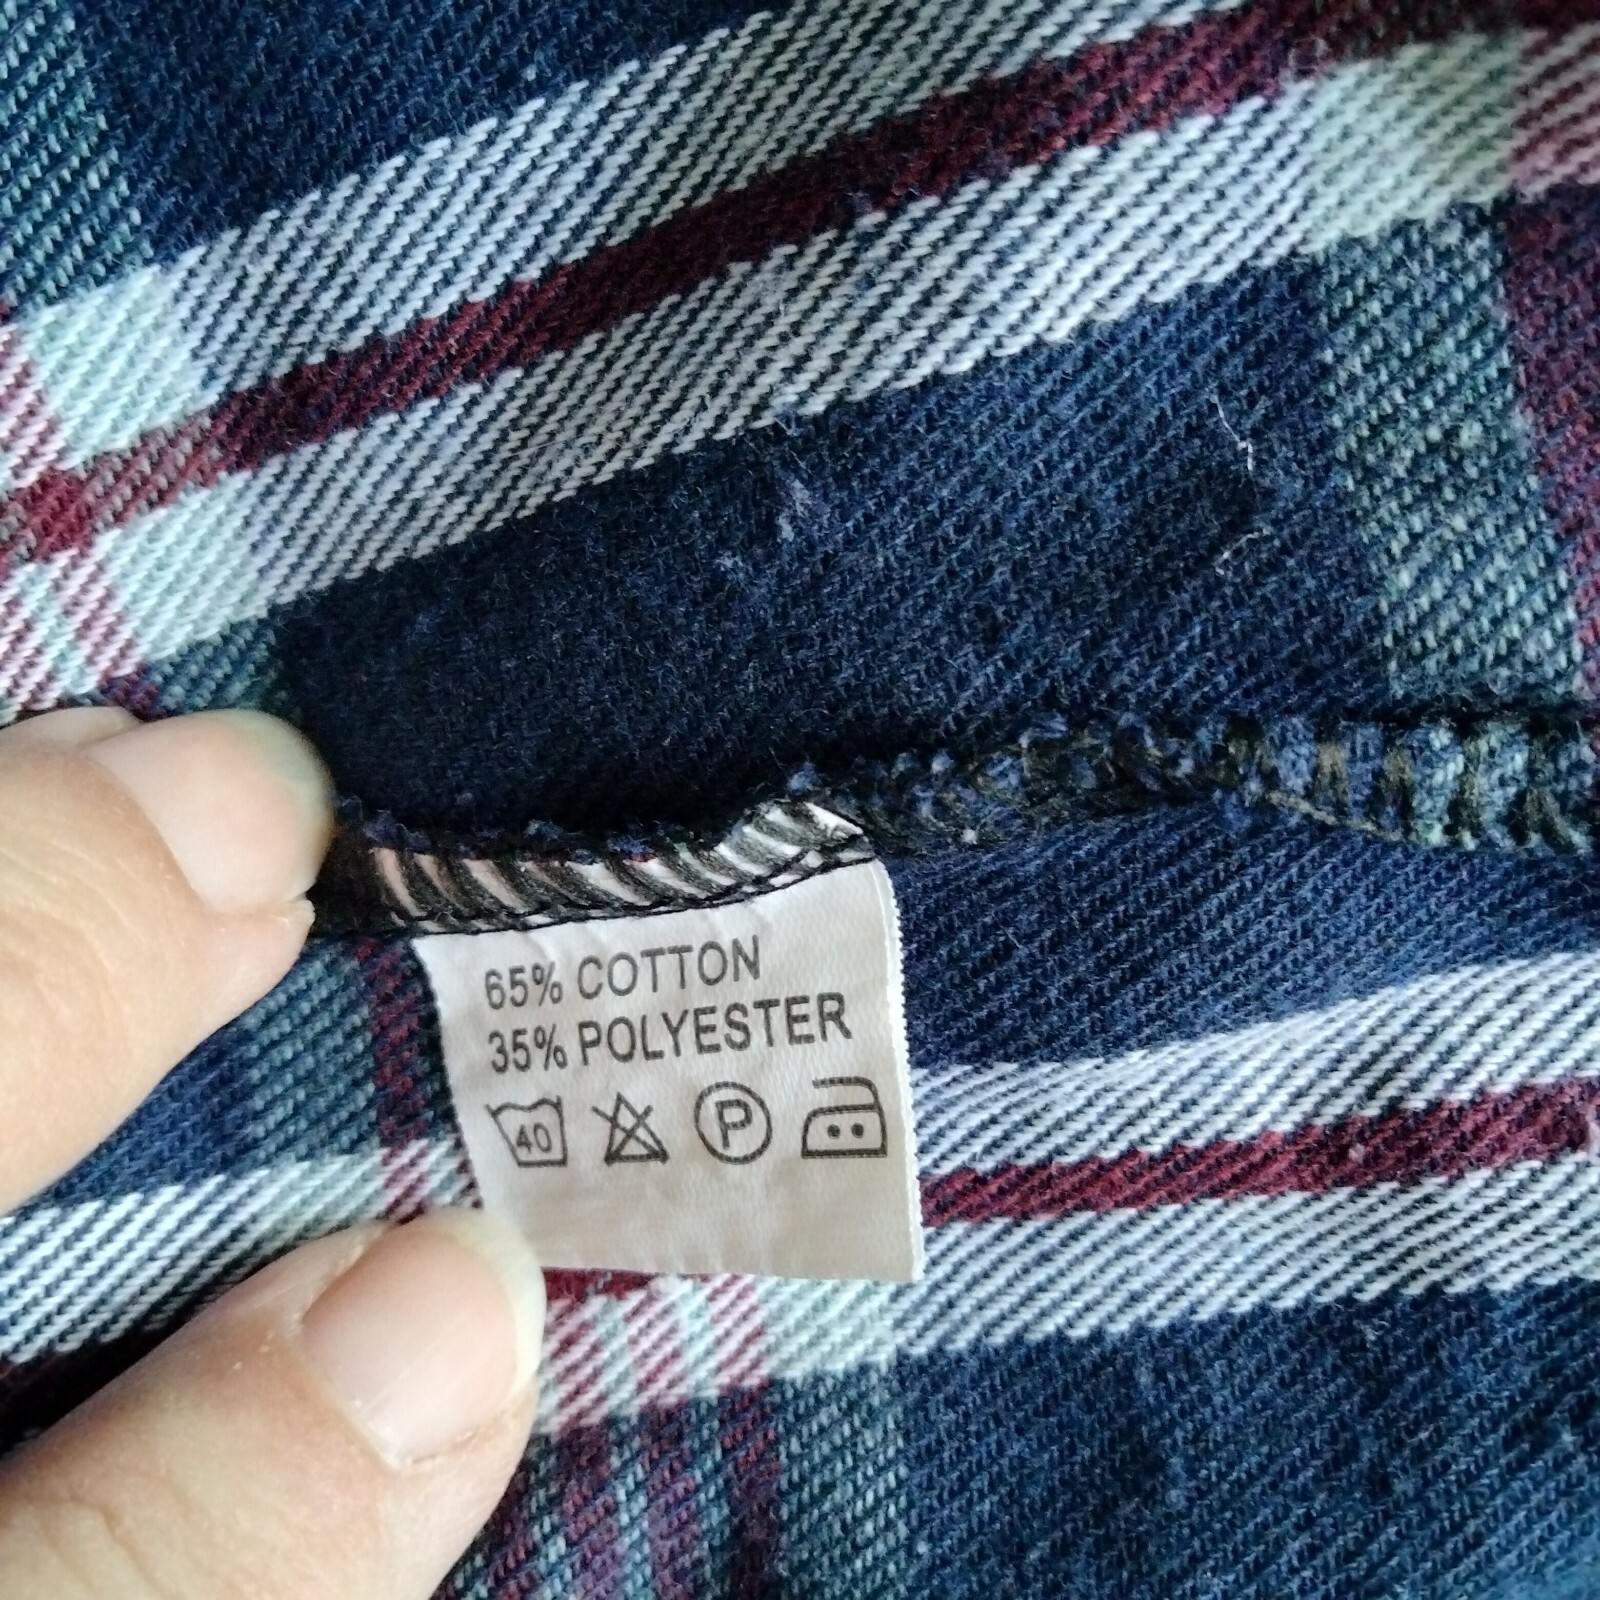 65% COTTON
35% POLYESTER
40 P